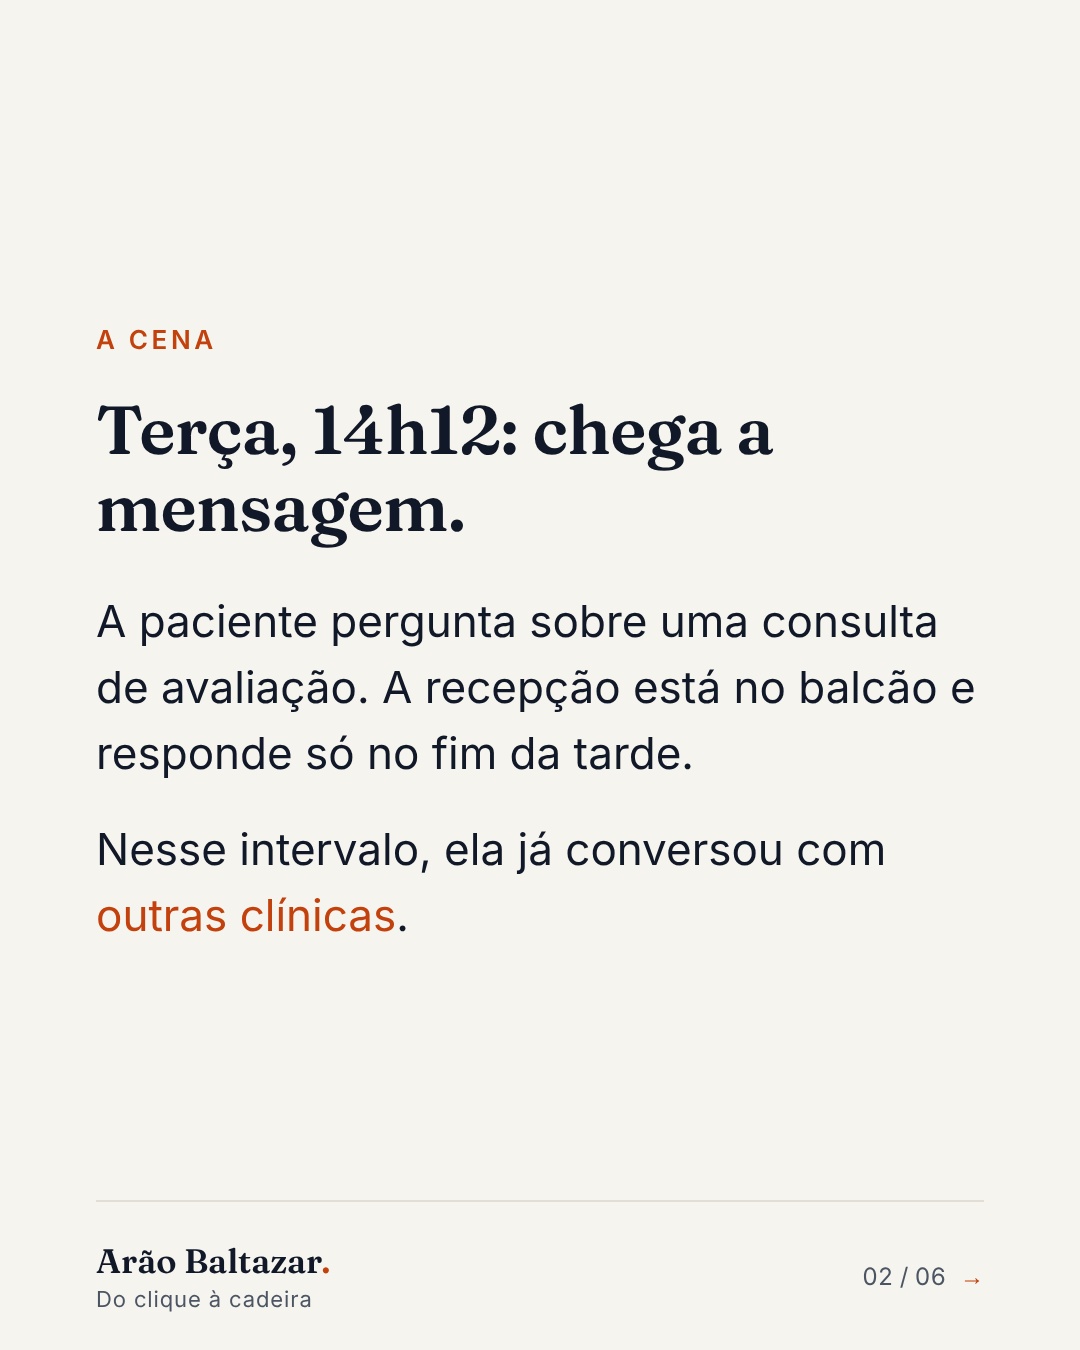 A CENA
Terça, 14h12: chega a
mensagem.
A paciente pergunta sobre uma consulta
de avaliação. A recepção está no balcão e
responde só no fim da tarde.
Nesse intervalo, ela já conversou com
outras clínicas.
Arão Baltazar.
Do clique à cadeira
02 / 06 →